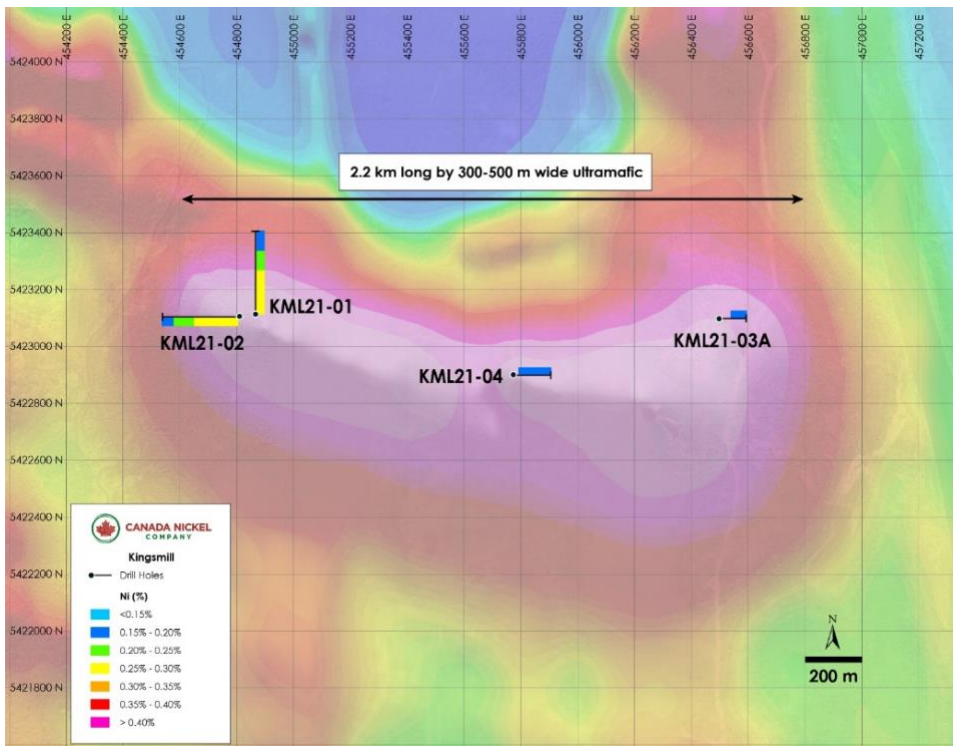 454200 E
454400 E
454600 E
454800 E
455000 E
455200 E
455400 E
455600 E
455800 E
456000 E
456200 E
456400 E
456600 E
456800 E
457000 E
457200 E
5424000 N
5423800 N
5423600 N
2.2 km long by 300-500 m wide ultramafic
5423400 N
5423200 N
KML21-01
KML21-02
KML21-03A
5423000 N
KML21-04
5422800 N
5422600 N
5422400 N
5422200 N
5422000 N
5421800 N
CANADA NICKEL
COMPANY
Kingsmill
Drill Holes
Ni (%)
<0.15%
0.15% - 0.20%
0.20% - 0.25%
0.25% - 0.30%
0.30% - 0.35%
0.35% - 0.40%
> 0.40%
N
200 m